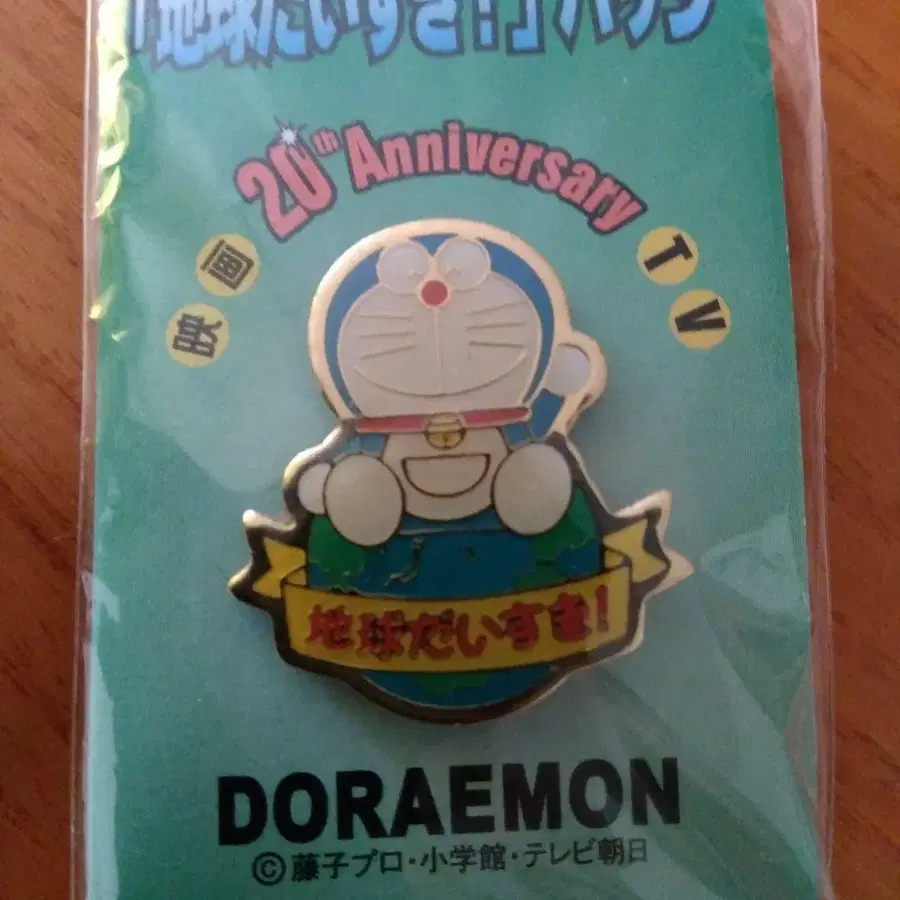 「地球だいすき!」バッジ
20th Anniversary
映画
TV
地球だいすき!
DORAEMON
©藤子プロ・小学館・テレビ朝日